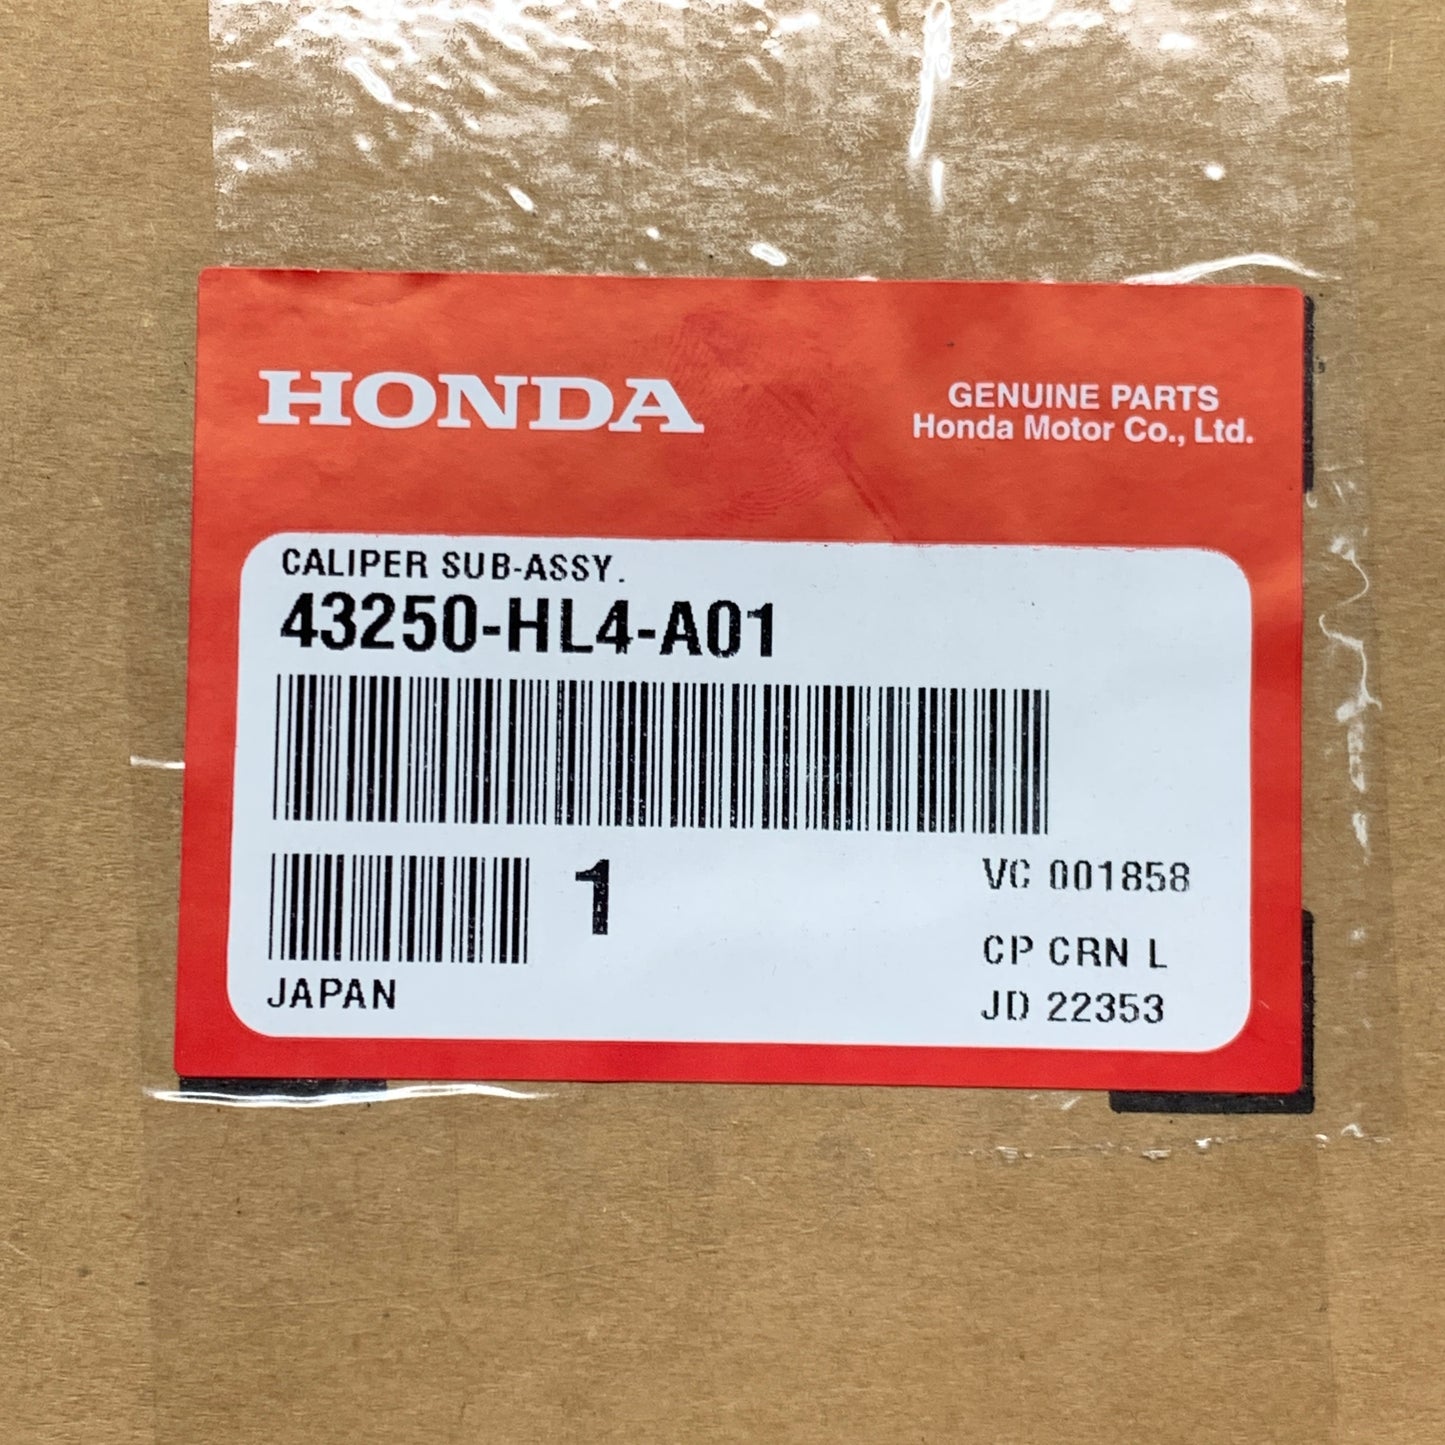 HONDA
GENUINE PARTS
Honda Motor Co., Ltd.
CALIPER SUB-ASSY.
43250-HL4-A01
1
VC 001858
CP CRN L
JAPAN
JD 22353